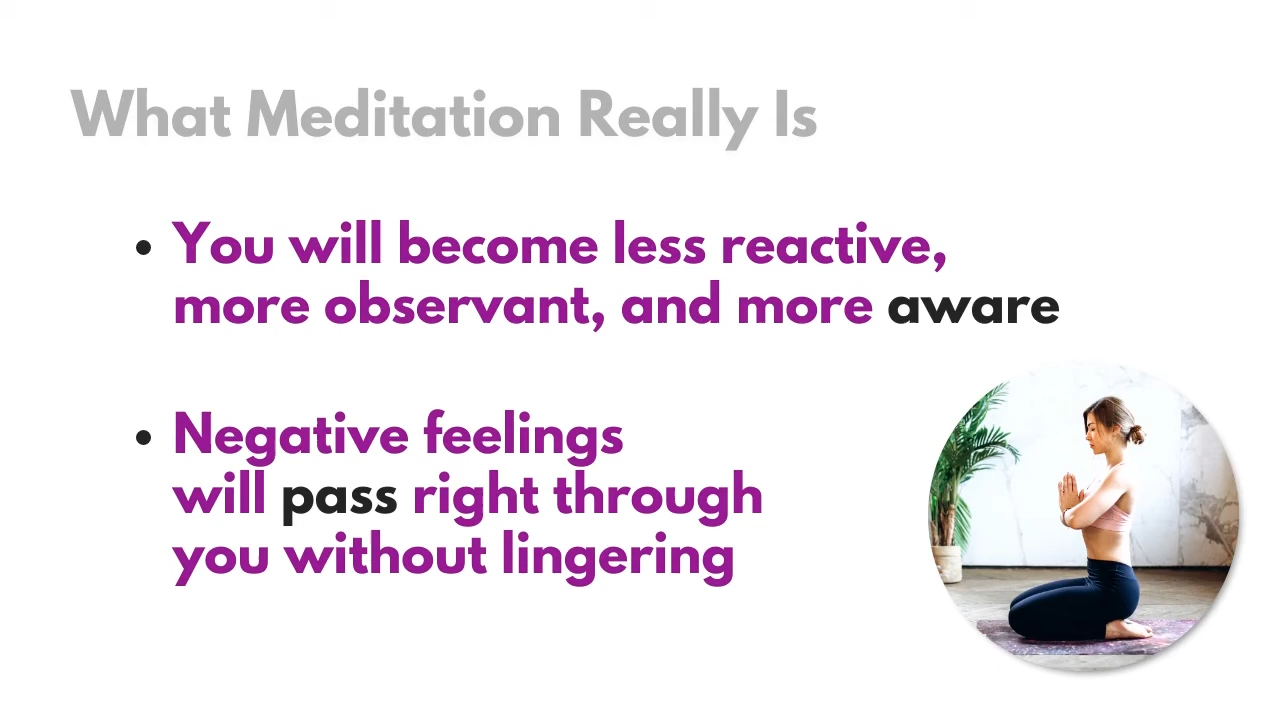 What Meditation Really Is
• You will become less reactive,
more observant, and more aware
• Negative feelings
will pass right through
you without lingering